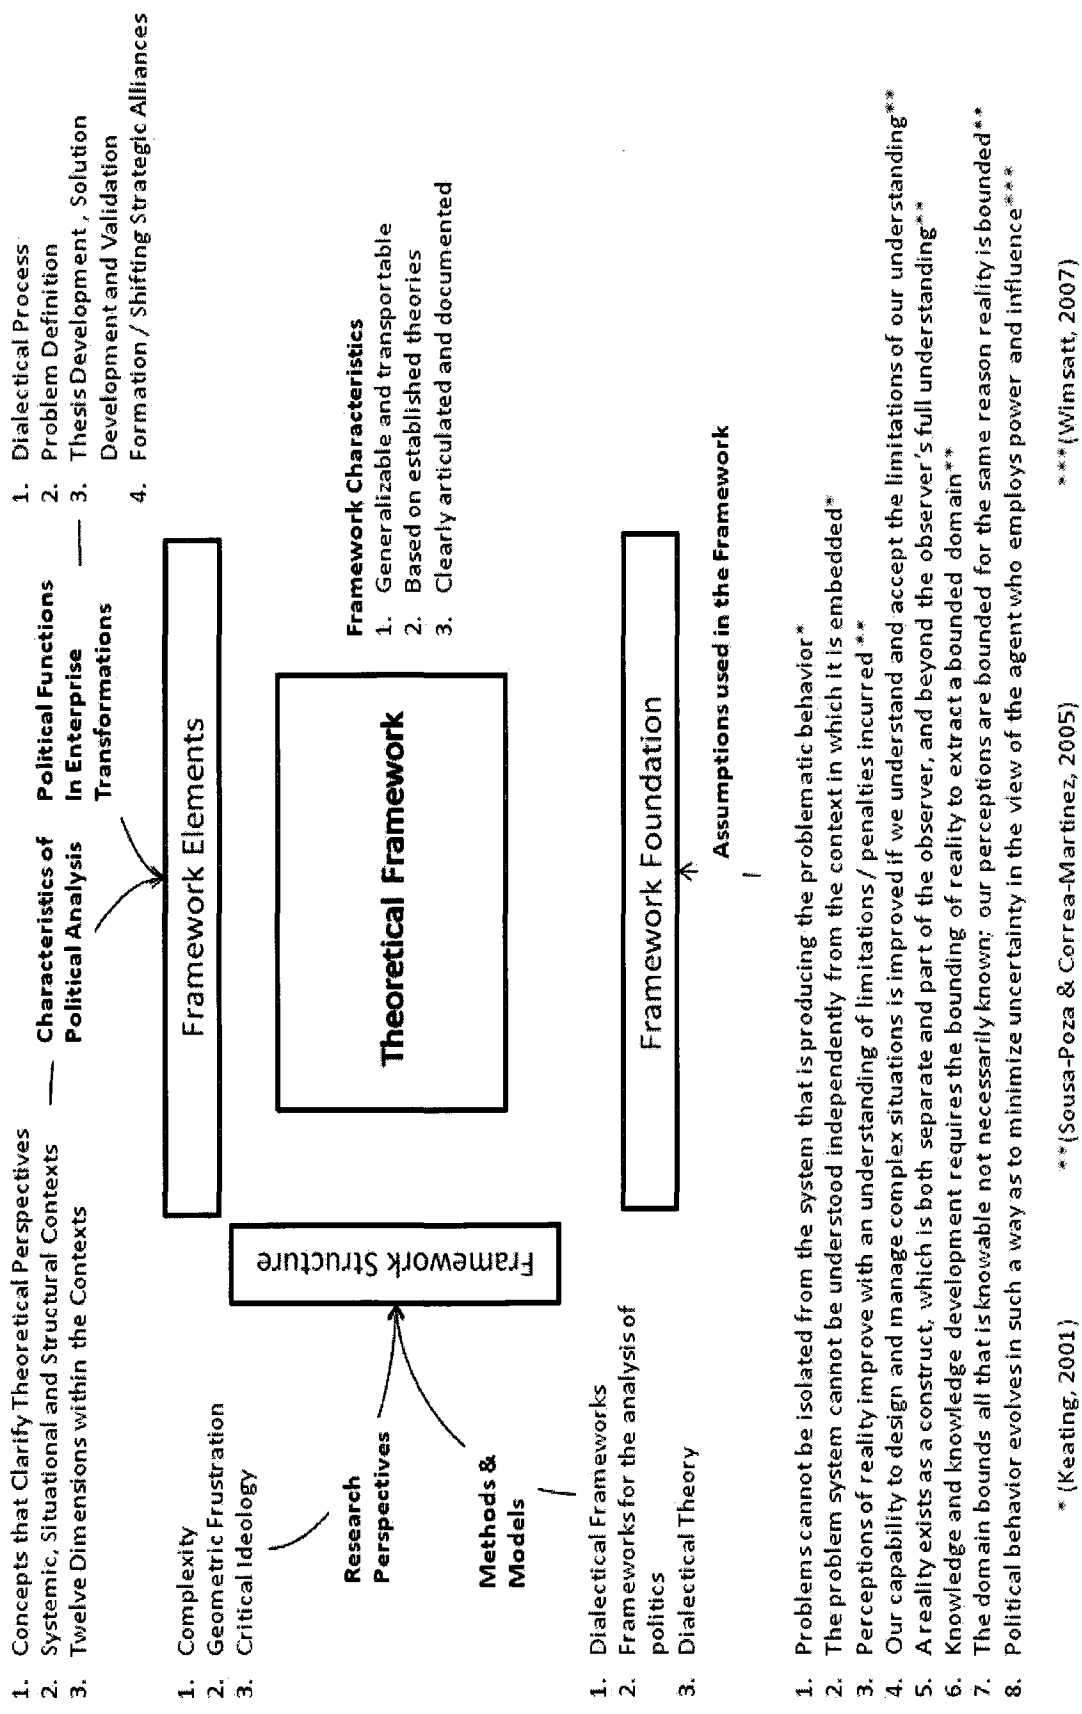 1. Concepts that Clarify Theoretical Perspectives
2. Systemic, Situational and Structural Contexts
3. Twelve Dimensions within the Contexts
Characteristics of
Political Analysis
Political Functions
In Enterprise
Transformations
1. Dialectical Process
2. Problem Definition
3. Thesis Development , Solution
Development and Validation
4. Formation / Shifting Strategic Alliances
Framework Elements
1. Complexity
2. Geometric Frustration
3. Critical Ideology
Research
Perspectives
Methods &
Models
Framework Structure
Theoretical Framework
Framework Characteristics
1. Generalizable and transportable
2. Based on established theories
3. Clearly articulated and documented
1. Dialectical Frameworks
2. Frameworks for the analysis of
politics
3. Dialectical Theory
Framework Foundation
Assumptions used in the Framework
1. Problems cannot be isolated from the system that is producing the problematic behavior*
2. The problem system cannot be understood independently from the context in which it is embedded*
3. Perceptions of reality improve with an understanding of limitations / penalties incurred **
4. Our capability to design and manage complex situations is improved if we understand and accept the limitations of our understanding**
5. A reality exists as a construct, which is both separate and part of the observer, and beyond the observer's full understanding**
6. Knowledge and knowledge development requires the bounding of reality to extract a bounded domain**
7. The domain bounds all that is knowable not necessarily known; our perceptions are bounded for the same reason reality is bounded**
8. Political behavior evolves in such a way as to minimize uncertainty in the view of the agent who employs power and influence***
* (Keating, 2001)
**(Sousa-Poza & Correa-Martinez, 2005)
***(Wimsatt, 2007)